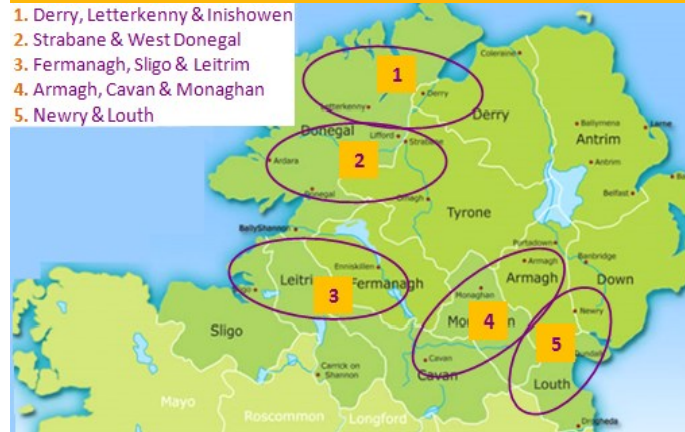 1. Derry, Letterkenny & Inishowen
2. Strabane & West Donegal
3. Fermanagh, Sligo & Leitrim
4. Armagh, Cavan & Monaghan
5. Newry & Louth
Coleraine
1
Derry
Letterkenny
Derry
Donegal
Lifford
Strabane
Ballymena
Larne
Antrim
2
Ardara
Antrim
Donegal
Omagh
Belfast
Tyrone
BallyShannon
Portadown
Banbridge
Enniskillen
Armagh
Leitri
Fermanagh
Armagh
Down
3
Monaghan
Newry
Sligo
4
5
Cavan
Carrick on
Shannon
Cavan
Louth
Mayo
Roscommon
Longford
Drogheda